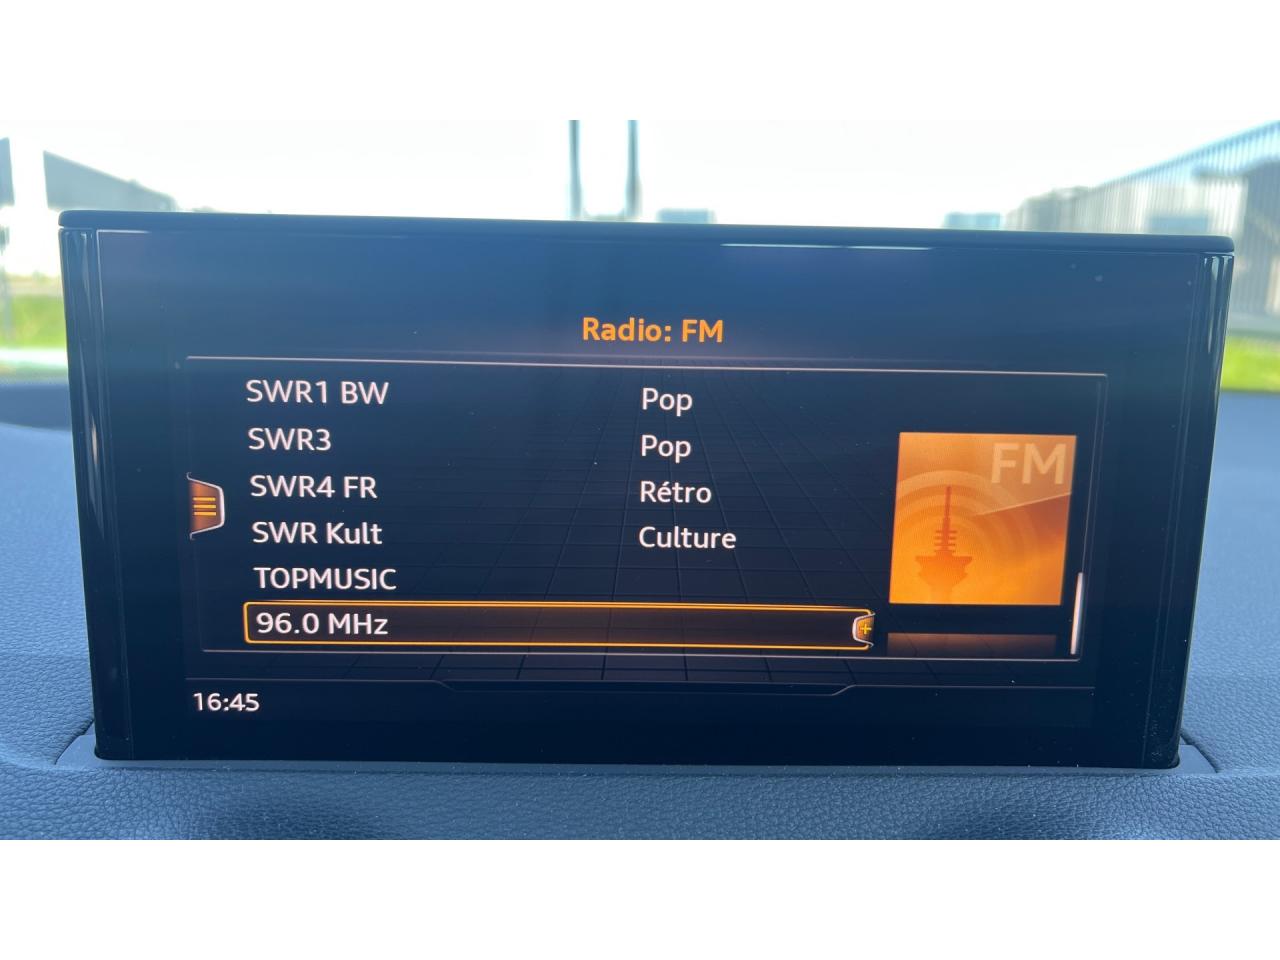 Radio: FM
SWR1 BW Pop
SWR3 Pop
SWR4 FR Rétro
SWR Kult Culture
TOPMUSIC
96.0 MHz
FM
16:45